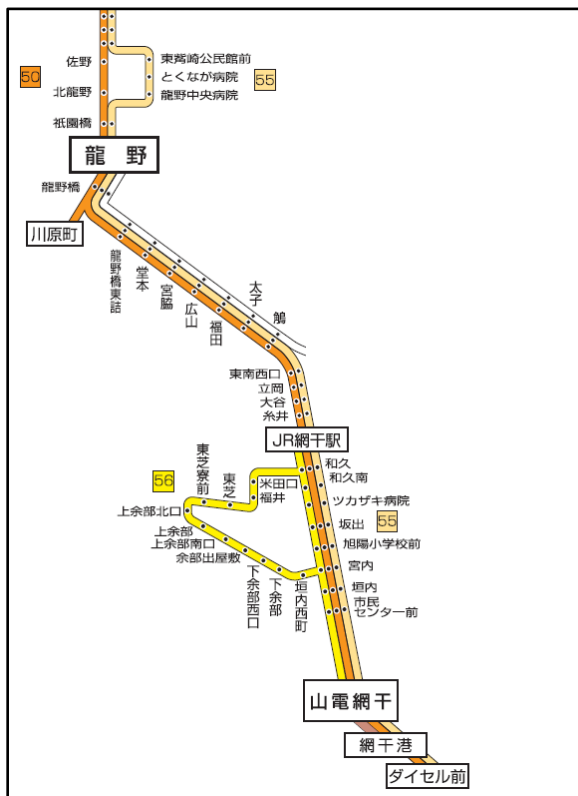 佐野
50
北龍野
祇園橋
東觜崎公民館前
とくなが病院
龍野中央病院
55
龍野
龍野橋
川原町
龍野橋東詰
堂本
宮脇
広山
福田
太子
鵤
東南西口
立岡
大谷
糸井
JR網干駅
和久
和久南
米田口
福井
東芝
東芝寮前
56
上余部北口
上余部
上余部南口
余部出屋敷
下余部西口
下余部
垣内西町
ツカザキ病院
坂出
55
旭陽小学校前
宮内
垣内
市民
センター前
山電網干
網干港
ダイセル前